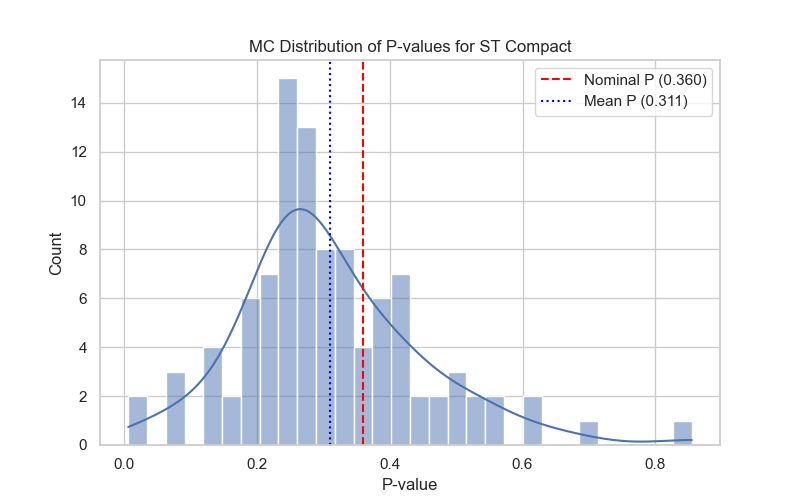 MC Distribution of P-values for ST Compact
Nominal P (0.360)
Mean P (0.311)
14
12
10
8
6
4
2
0
Count
0.0 0.2 0.4 0.6 0.8
P-value